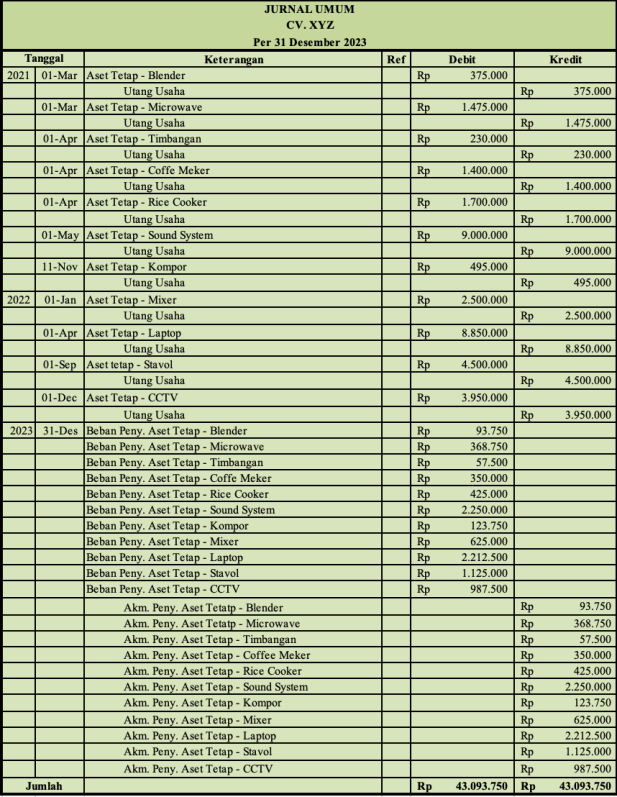 JURNAL UMUM
CV. XYZ
Per 31 Desember 2023
Tanggal Keterangan Ref Debit Kredit
2021 01-Mar Aset Tetap - Blender Rp 375.000
Utang Usaha Rp 375.000
01-Mar Aset Tetap - Microwave Rp 1.475.000
Utang Usaha Rp 1.475.000
01-Apr Aset Tetap - Timbangan Rp 230.000
Utang Usaha Rp 230.000
01-Apr Aset Tetap - Coffe Meker Rp 1.400.000
Utang Usaha Rp 1.400.000
01-Apr Aset Tetap - Rice Cooker Rp 1.700.000
Utang Usaha Rp 1.700.000
01-May Aset Tetap - Sound System Rp 9.000.000
Utang Usaha Rp 9.000.000
11-Nov Aset Tetap - Kompor Rp 495.000
Utang Usaha Rp 495.000
2022 01-Jan Aset Tetap - Mixer Rp 2.500.000
Utang Usaha Rp 2.500.000
01-Apr Aset Tetap - Laptop Rp 8.850.000
Utang Usaha Rp 8.850.000
01-Sep Aset tetap - Stavol Rp 4.500.000
Utang Usaha Rp 4.500.000
01-Dec Aset Tetap - CCTV Rp 3.950.000
Utang Usaha Rp 3.950.000
2023 31-Des Beban Peny. Aset Tetap - Blender Rp 93.750
Beban Peny. Aset Tetap - Microwave Rp 368.750
Beban Peny. Aset Tetap - Timbangan Rp 57.500
Beban Peny. Aset Tetap - Coffe Meker Rp 350.000
Beban Peny. Aset Tetap - Rice Cooker Rp 425.000
Beban Peny. Aset Tetap - Sound System Rp 2.250.000
Beban Peny. Aset Tetap - Kompor Rp 123.750
Beban Peny. Aset Tetap - Mixer Rp 625.000
Beban Peny. Aset Tetap - Laptop Rp 2.212.500
Beban Peny. Aset Tetap - Stavol Rp 1.125.000
Beban Peny. Aset Tetap - CCTV Rp 987.500
Akm. Peny. Aset Tetatp - Blender Rp 93.750
Akm. Peny. Aset Tetap - Microwave Rp 368.750
Akm. Peny. Aset Tetap - Timbangan Rp 57.500
Akm. Peny. Aset Tetap - Coffee Meker Rp 350.000
Akm. Peny. Aset Tetap - Rice Cooker Rp 425.000
Akm. Peny. Aset Tetap - Sound System Rp 2.250.000
Akm. Peny. Aset Tetap - Kompor Rp 123.750
Akm. Peny. Aset Tetap - Mixer Rp 625.000
Akm. Peny. Aset Tetap - Laptop Rp 2.212.500
Akm. Peny. Aset Tetap - Stavol Rp 1.125.000
Akm. Peny. Aset Tetap - CCTV Rp 987.500
Jumlah Rp 43.093.750 Rp 43.093.750